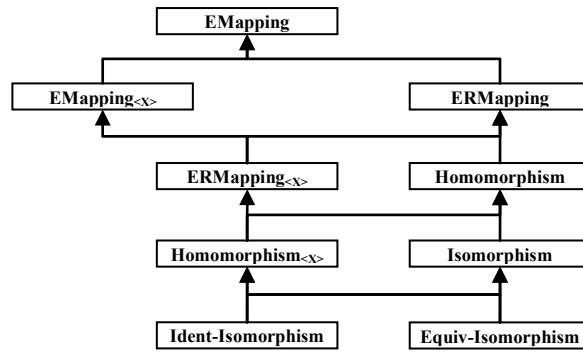 EMapping
EMapping<X>
ERMapping
ERMapping<X>
Homomorphism
Homomorphism<X>
Isomorphism
Ident-Isomorphism
Equiv-Isomorphism